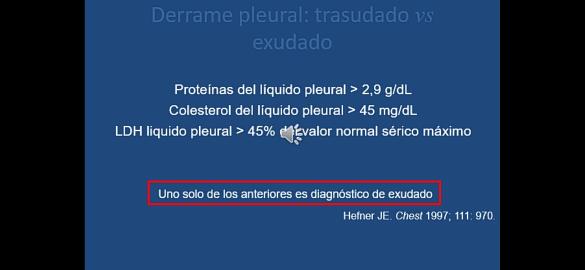 Derrame pleural: trasudado vs
exudado
Proteínas del líquido pleural > 2,9 g/dL
Colesterol del líquido pleural > 45 mg/dL
LDH liquido pleural > 45% valor normal sérico máximo
Uno solo de los anteriores es diagnóstico de exudado
Hefner JE. Chest 1997; 111: 970.